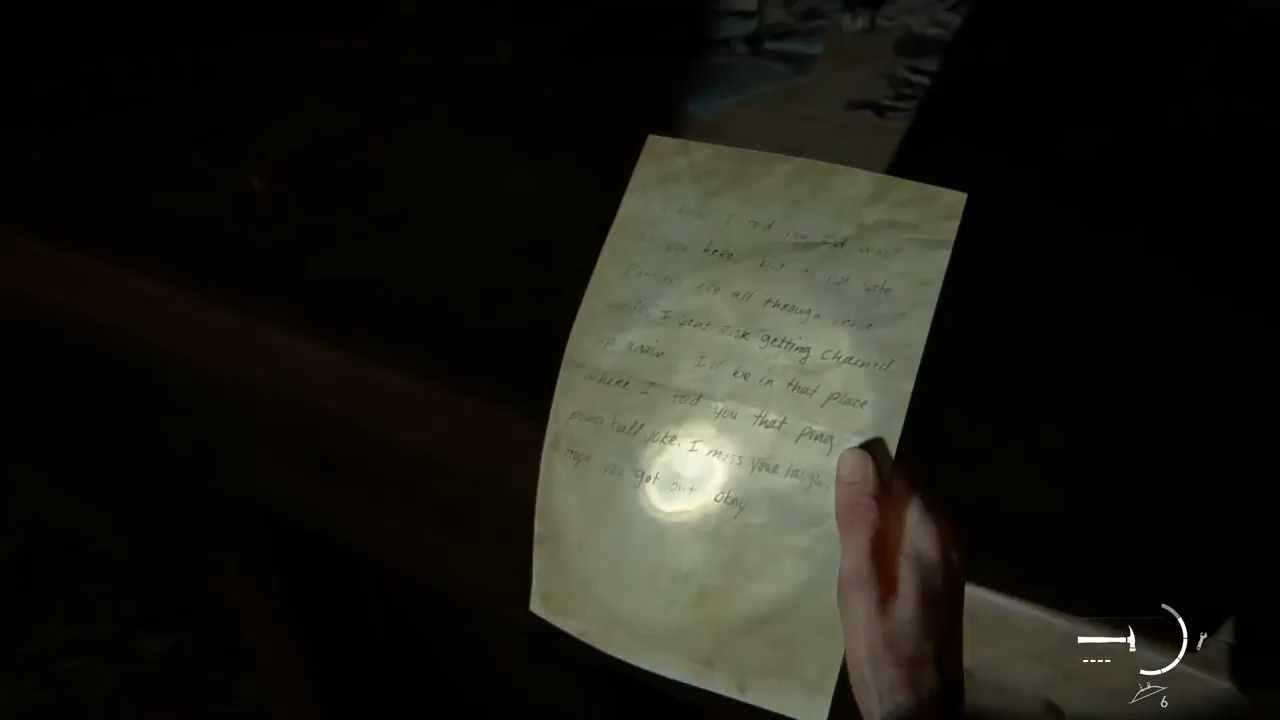 I told you I'd wait
you here, but it's not safe
are all through
I can't risk getting chained
up again. I'll be in that place
where I told you that ping
pong ball joke. I miss your laugh.
Hope you got out okay
6